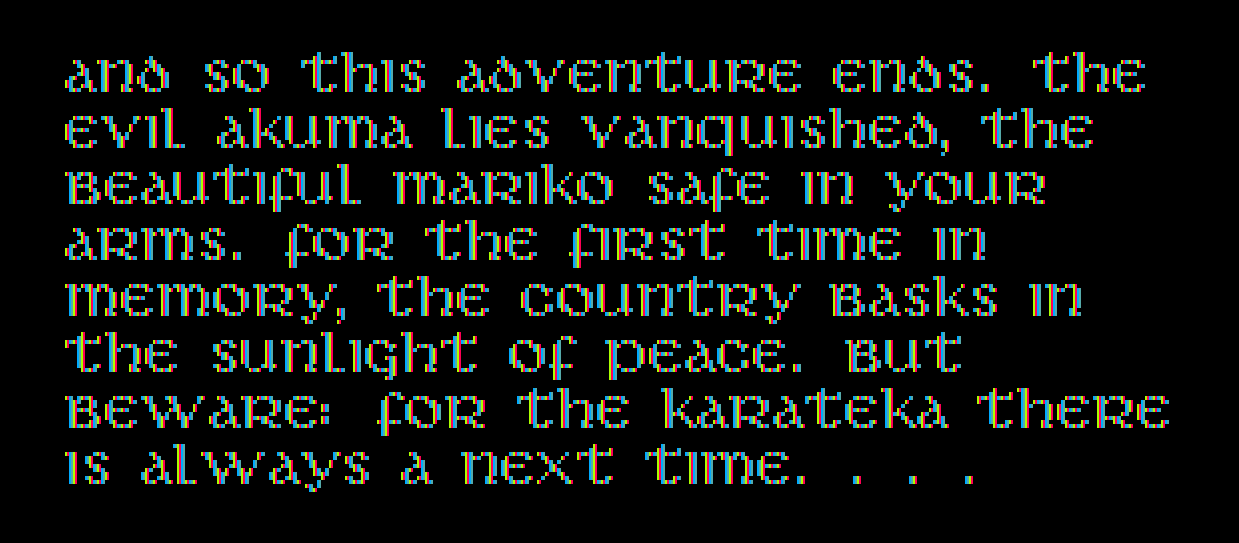 and so this adventure ends. the
evil akuma lies vanquished, the
beautiful mariko safe in your
arms. for the first time in
memory, the country basks in
the sunlight of peace. but
beware: for the karateka there
is always a next time. . . .